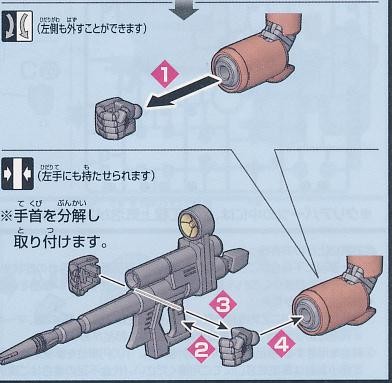 (左側も外すことができます)
1
(左手にも持たせられます)
※手首を分解し
取り付けます。
3
2
4